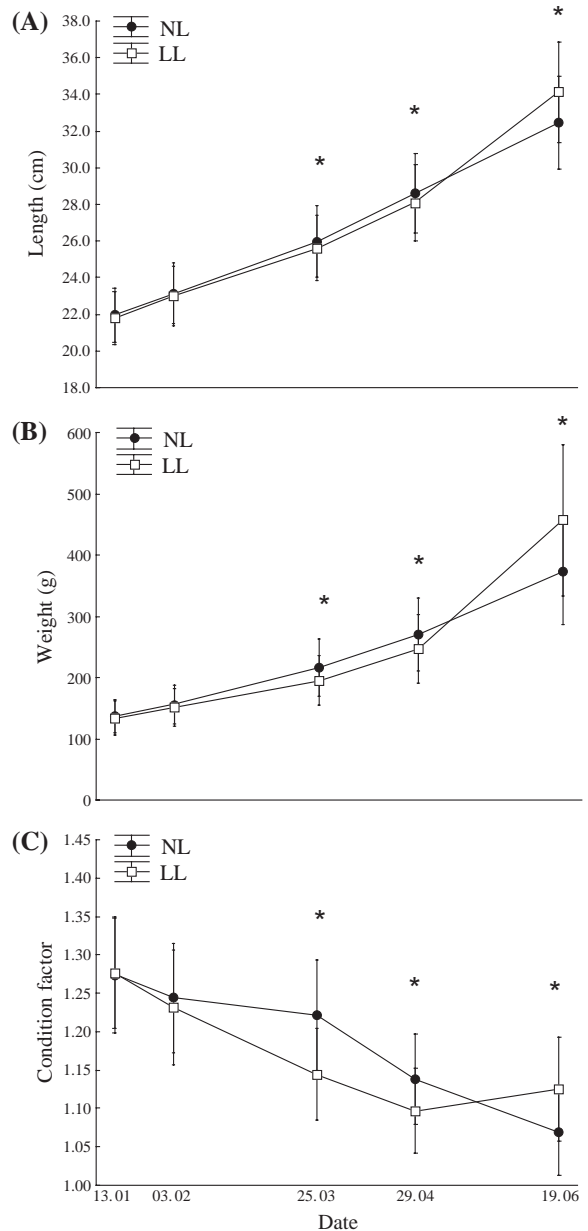 (A)
NL
LL
*
*
*
38.0
36.0
34.0
32.0
30.0
28.0
26.0
24.0
22.0
20.0
18.0
Length (cm)
(B)
NL
LL
*
*
*
600
500
400
300
200
100
0
Weight (g)
(C)
NL
LL
*
*
*
1.45
1.40
1.35
1.30
1.25
1.20
1.15
1.10
1.05
1.00
Condition factor
13.01 03.02 25.03 29.04 19.06
Date